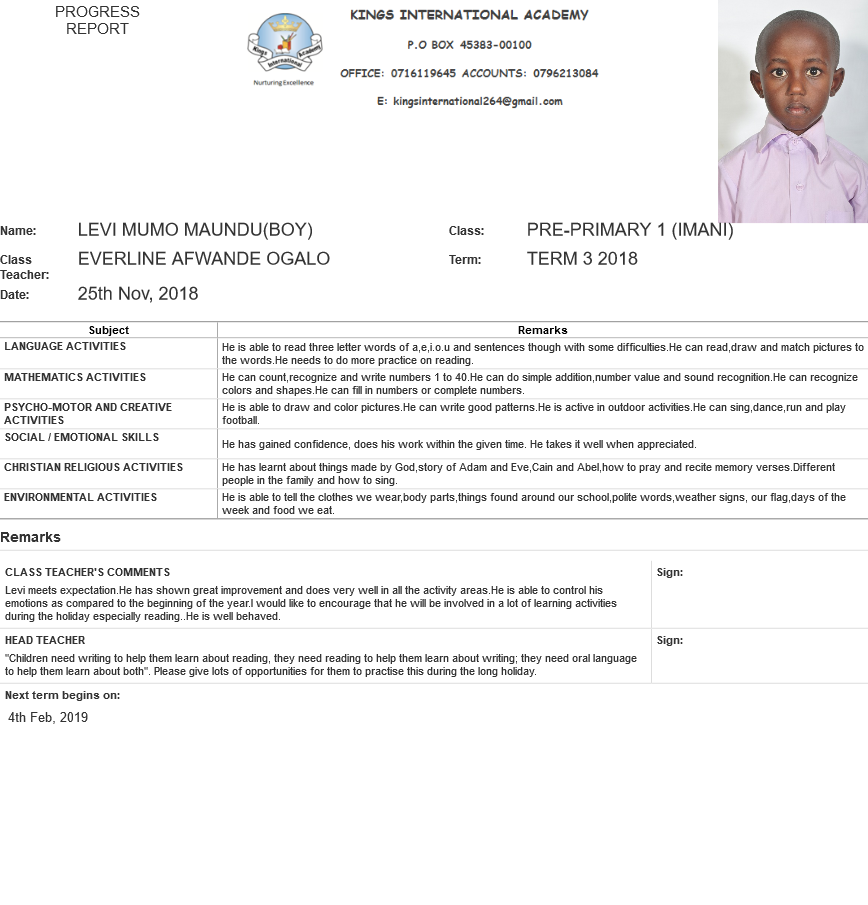 PROGRESS
REPORT
KINGS INTERNATIONAL ACADEMY
P.O BOX 45383-00100
OFFICE: 0716119645 ACCOUNTS: 0796213084
E: kingsinternational264@gmail.com
Kings Academy
International
Nurturing Excellence
Name: LEVI MUMO MAUNDU(BOY) Class: PRE-PRIMARY 1 (IMANI)
Class Teacher: EVERLINE AFWANDE OGALO Term: TERM 3 2018
Date: 25th Nov, 2018
Subject Remarks
LANGUAGE ACTIVITIES He is able to read three letter words of a,e,i.o.u and sentences though with some difficulties.He can read,draw and match pictures to
the words.He needs to do more practice on reading.
MATHEMATICS ACTIVITIES He can count,recognize and write numbers 1 to 40.He can do simple addition,number value and sound recognition.He can recognize
colors and shapes.He can fill in numbers or complete numbers.
PSYCHO-MOTOR AND CREATIVE
ACTIVITIES
He is able to draw and color pictures.He can write good patterns.He is active in outdoor activities.He can sing,dance,run and play
football.
SOCIAL / EMOTIONAL SKILLS He has gained confidence, does his work within the given time. He takes it well when appreciated.
CHRISTIAN RELIGIOUS ACTIVITIES He has learnt about things made by God,story of Adam and Eve,Cain and Abel,how to pray and recite memory verses.Different
people in the family and how to sing.
ENVIRONMENTAL ACTIVITIES He is able to tell the clothes we wear,body parts,things found around our school,polite words,weather signs, our flag,days of the
week and food we eat.
Remarks
CLASS TEACHER'S COMMENTS Sign:
Levi meets expectation.He has shown great improvement and does very well in all the activity areas.He is able to control his
emotions as compared to the beginning of the year.I would like to encourage that he will be involved in a lot of learning activities
during the holiday especially reading..He is well behaved.
HEAD TEACHER Sign:
"Children need writing to help them learn about reading, they need reading to help them learn about writing; they need oral language
to help them learn about both". Please give lots of opportunities for them to practise this during the long holiday.
Next term begins on:
4th Feb, 2019